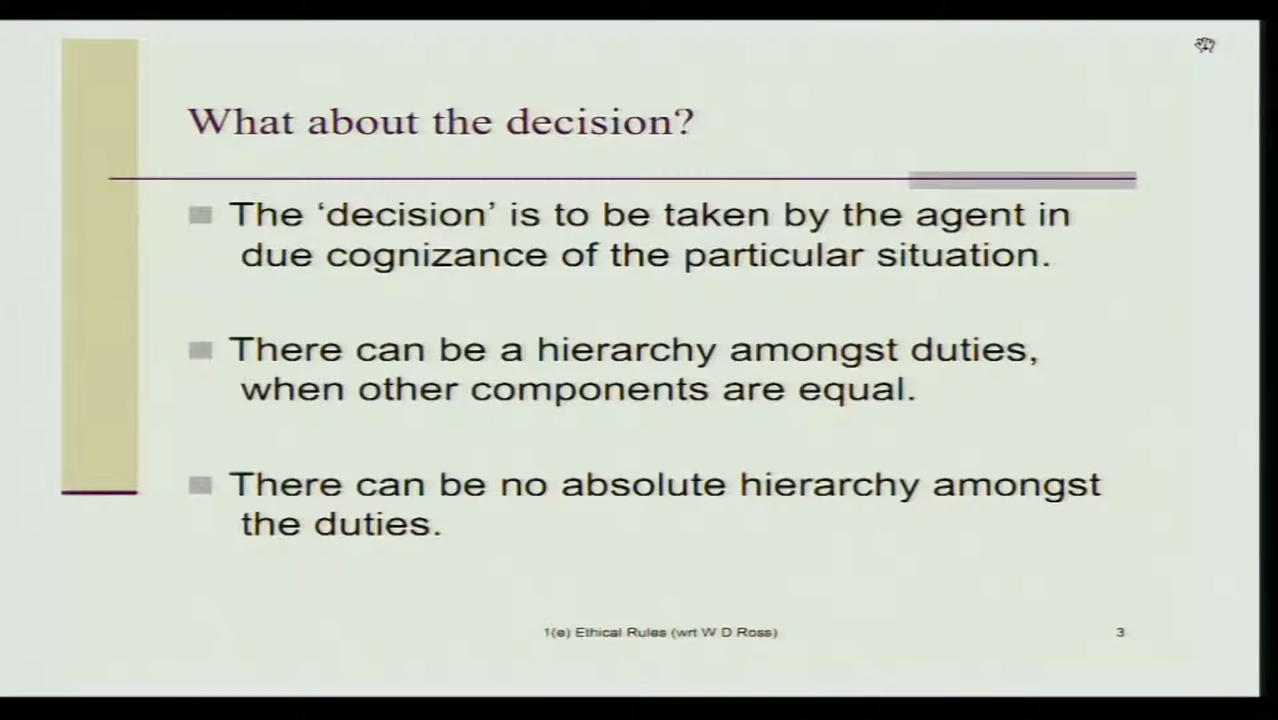 What about the decision?
The ‘decision’ is to be taken by the agent in
due cognizance of the particular situation.
There can be a hierarchy amongst duties,
when other components are equal.
There can be no absolute hierarchy amongst
the duties.
1(e) Ethical Rules (wrt W D Ross)
3